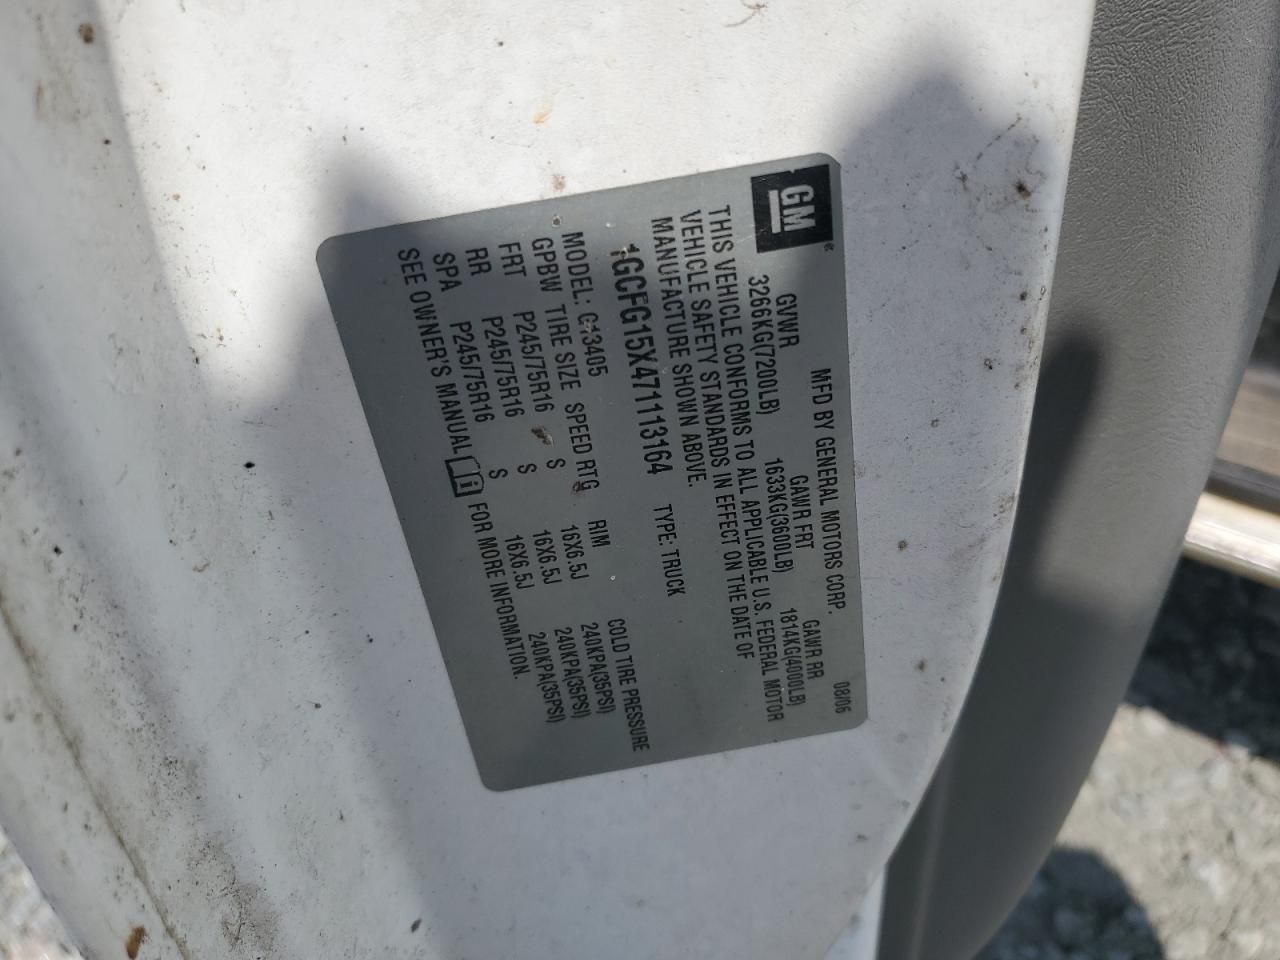 GM®
MFD BY GENERAL MOTORS CORP. 08/06
GVWR GAWR FRT GAWR RR
3266KG(7200LB) 1633KG(3600LB) 1814KG(4000LB)
THIS VEHICLE CONFORMS TO ALL APPLICABLE U.S. FEDERAL MOTOR
VEHICLE SAFETY STANDARDS IN EFFECT ON THE DATE OF
MANUFACTURE SHOWN ABOVE.
1GCFG15X471113164 TYPE: TRUCK
MODEL: G13405
GPBW TIRE SIZE SPEED RTG RIM COLD TIRE PRESSURE
FRT P245/75R16 S 16X6.5J 240KPA(35PSI)
RR P245/75R16 S 16X6.5J 240KPA(35PSI)
SPA P245/75R16 S 16X6.5J 240KPA(35PSI)
SEE OWNER'S MANUAL i FOR MORE INFORMATION.